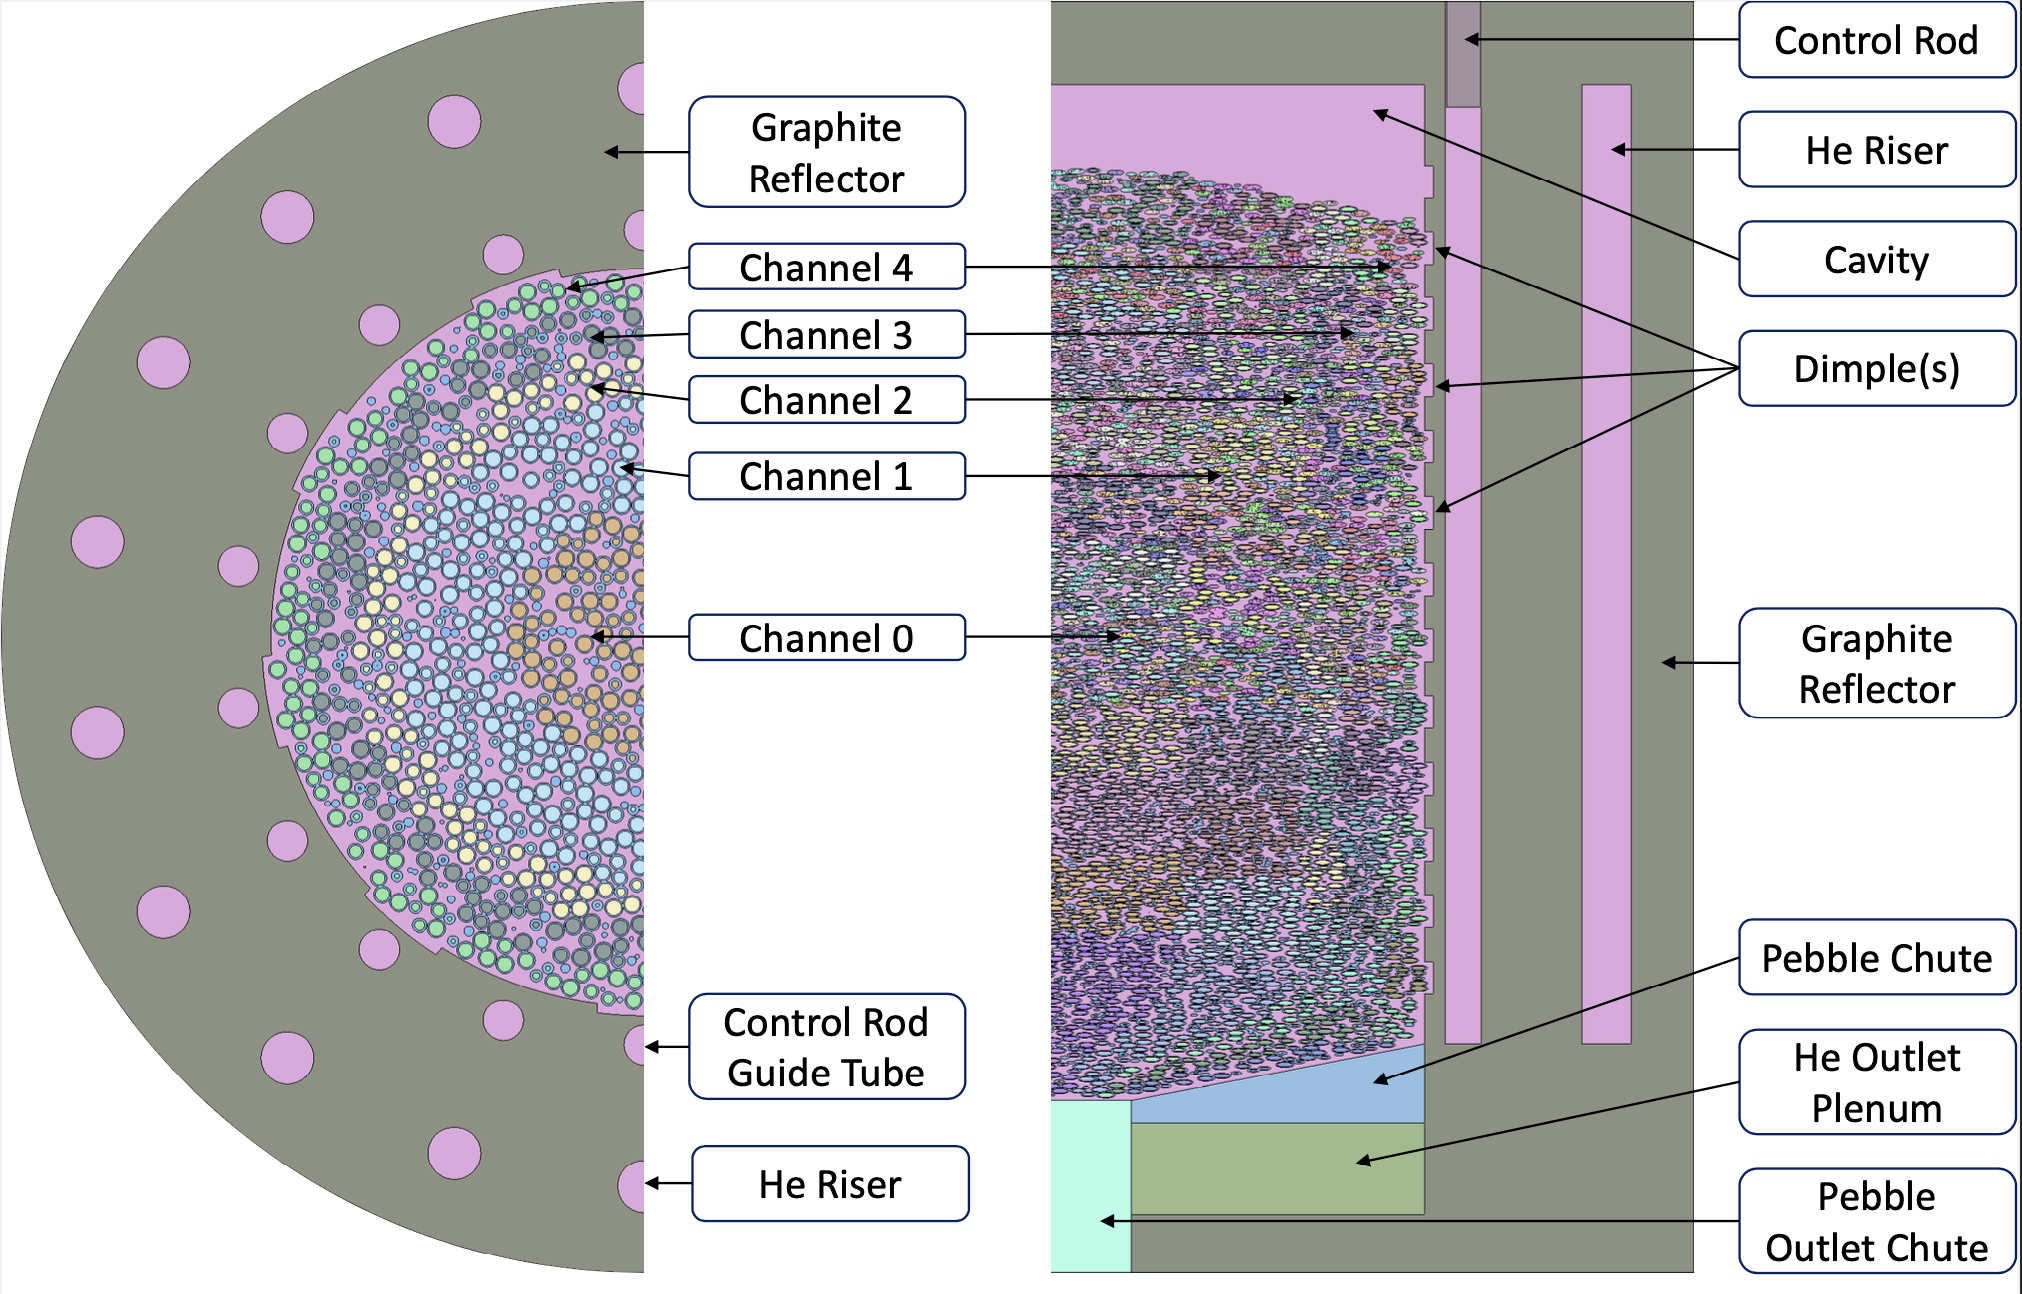 Graphite
Reflector
Channel 4
Channel 3
Channel 2
Channel 1
Channel 0
Control Rod
Guide Tube
He Riser
Control Rod
He Riser
Cavity
Dimple(s)
Graphite
Reflector
Pebble Chute
He Outlet
Plenum
Pebble
Outlet Chute